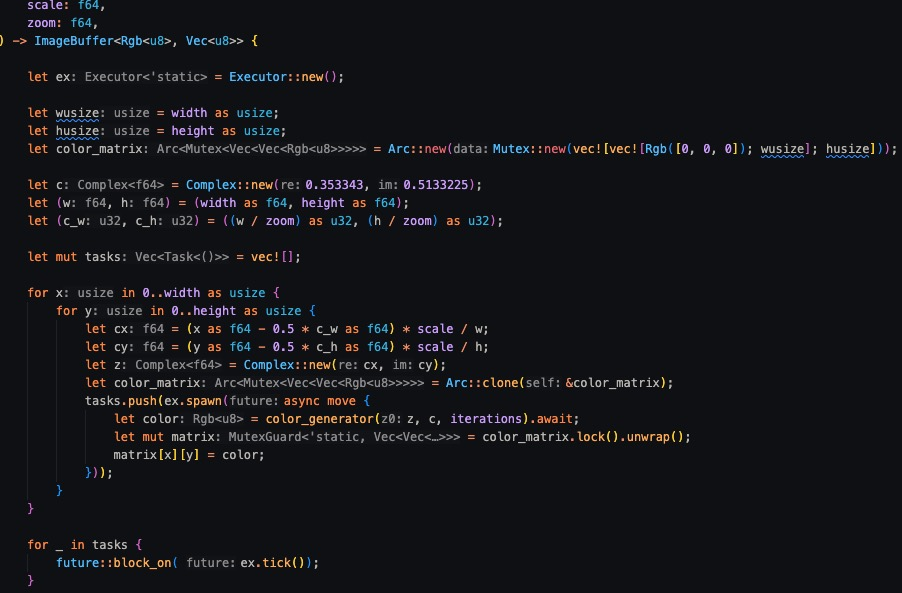 scale: f64,
zoom: f64,
) -> ImageBuffer<Rgb<u8>, Vec<u8>> {
let ex: Executor<'static> = Executor::new();
let wusize: usize = width as usize;
let husize: usize = height as usize;
let color_matrix: Arc<Mutex<Vec<Vec<Rgb<u8>>>>> = Arc::new(data: Mutex::new(vec![vec![Rgb([0, 0, 0]); wusize]; husize]));
let c: Complex<f64> = Complex::new(re: 0.353343, im: 0.5133225);
let (w: f64, h: f64) = (width as f64, height as f64);
let (c_w: u32, c_h: u32) = ((w / zoom) as u32, (h / zoom) as u32);
let mut tasks: Vec<Task<()>> = vec![];
for x: usize in 0..width as usize {
for y: usize in 0..height as usize {
let cx: f64 = (x as f64 - 0.5 * c_w as f64) * scale / w;
let cy: f64 = (y as f64 - 0.5 * c_h as f64) * scale / h;
let z: Complex<f64> = Complex::new(re: cx, im: cy);
let color_matrix: Arc<Mutex<Vec<Vec<Rgb<u8>>>>> = Arc::clone(self: &color_matrix);
tasks.push(ex.spawn(future: async move {
let color: Rgb<u8> = color_generator(z0: z, c, iterations).await;
let mut matrix: MutexGuard<'static, Vec<Vec<…>>> = color_matrix.lock().unwrap();
matrix[x][y] = color;
}));
}
}
for _ in tasks {
future::block_on( future: ex.tick());
}